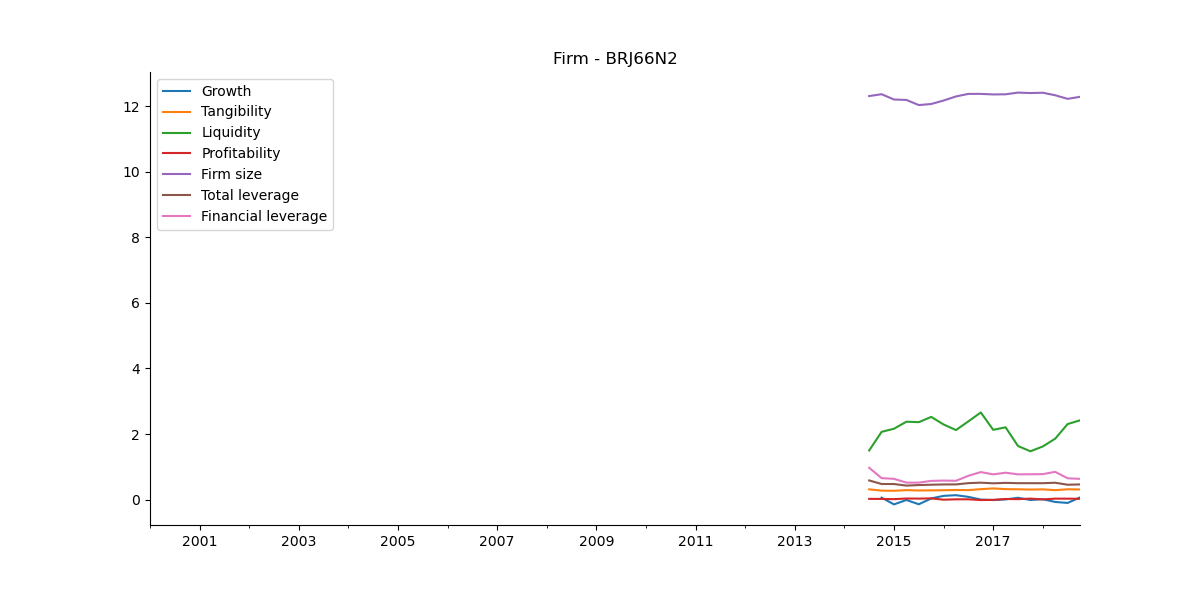 Firm - BRJ66N2
Growth
Tangibility
Liquidity
Profitability
Firm size
Total leverage
Financial leverage
12
10
8
6
4
2
0
2001 2003 2005 2007 2009 2011 2013 2015 2017